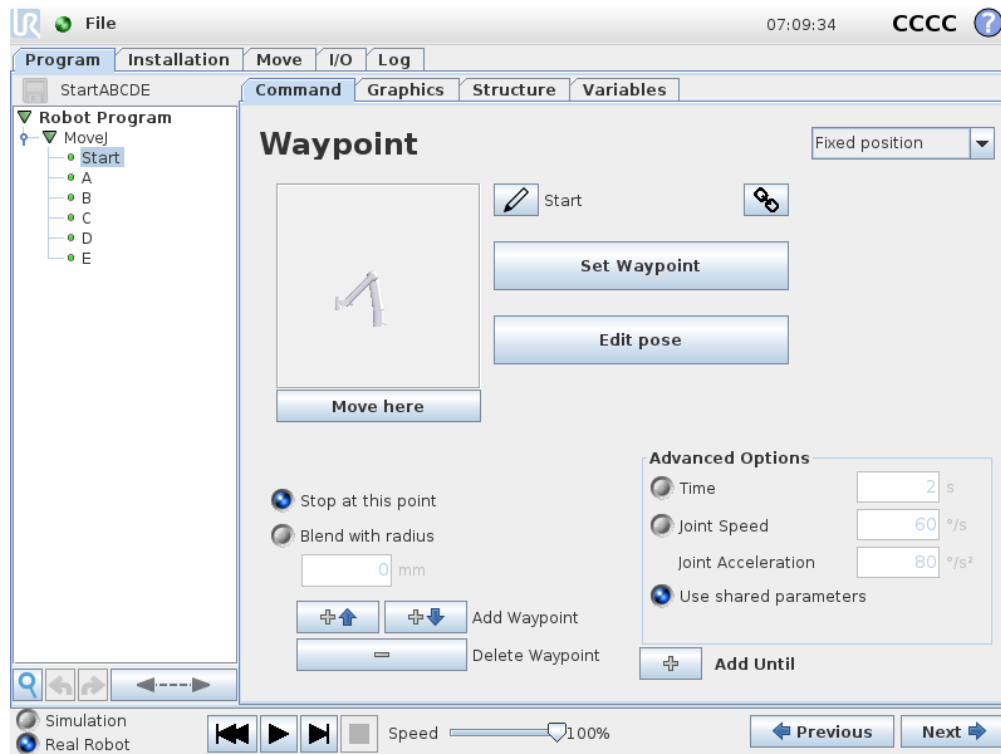 UR File 07:09:34 CCCC ?
Program Installation Move I/O Log
StartABCDE
Command Graphics Structure Variables
Robot Program
MoveJ
Start
A
B
C
D
E
Waypoint
Fixed position
Start
Set Waypoint
Edit pose
Move here
Stop at this point
Blend with radius
0 mm
Add Waypoint
Delete Waypoint
Advanced Options
Time 2 s
Joint Speed 60 °/s
Joint Acceleration 80 °/s²
Use shared parameters
Add Until
Simulation
Real Robot
Speed 100%
Previous Next